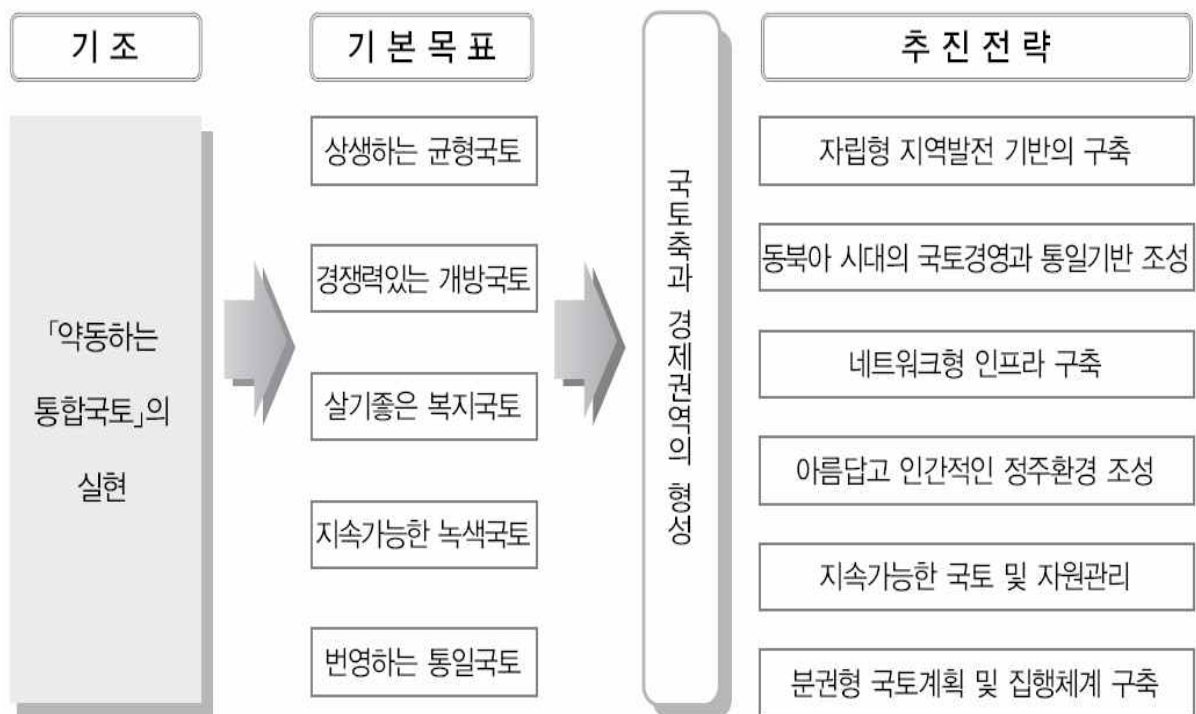 기 조
「약동하는
통합국토」의
실현
기 본 목 표
상생하는 균형국토
경쟁력있는 개방국토
살기좋은 복지국토
지속가능한 녹색국토
번영하는 통일국토
국토축과 경제권역의 형성
추 진 전 략
자립형 지역발전 기반의 구축
동북아 시대의 국토경영과 통일기반 조성
네트워크형 인프라 구축
아름답고 인간적인 정주환경 조성
지속가능한 국토 및 자원관리
분권형 국토계획 및 집행체계 구축